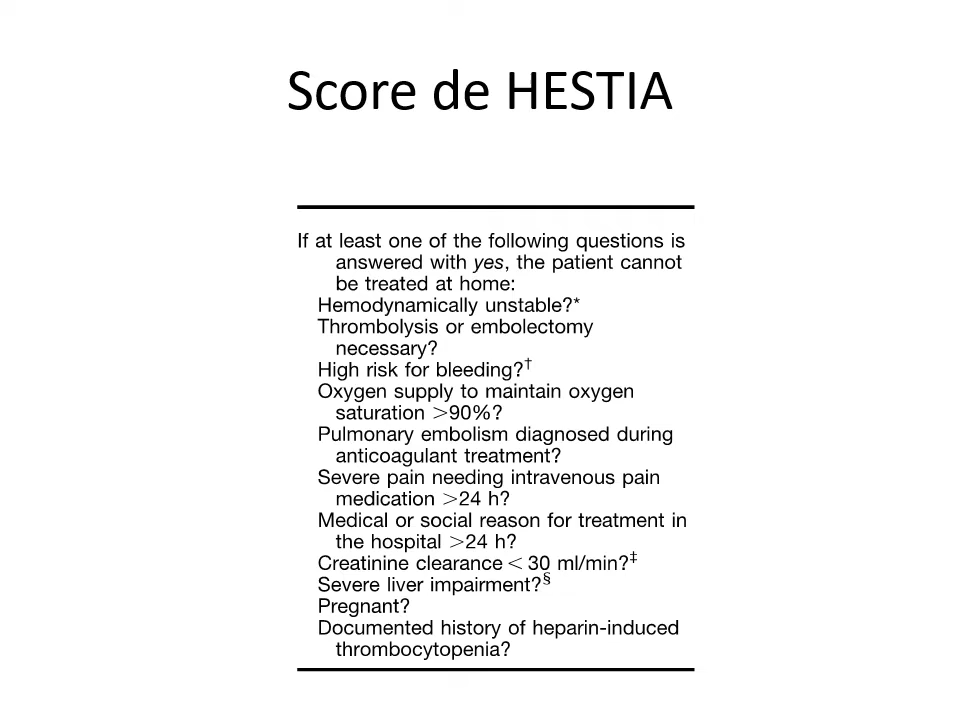 Score de HESTIA
If at least one of the following questions is
answered with yes, the patient cannot
be treated at home:
Hemodynamically unstable?*
Thrombolysis or embolectomy
necessary?
High risk for bleeding?†
Oxygen supply to maintain oxygen
saturation >90%?
Pulmonary embolism diagnosed during
anticoagulant treatment?
Severe pain needing intravenous pain
medication >24 h?
Medical or social reason for treatment in
the hospital >24 h?
Creatinine clearance < 30 ml/min?‡
Severe liver impairment?§
Pregnant?
Documented history of heparin-induced
thrombocytopenia?